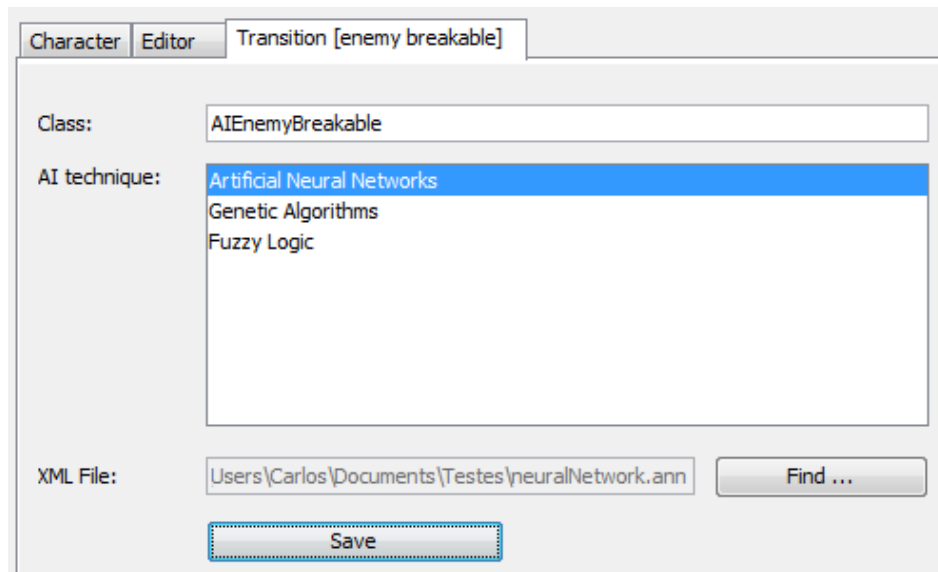 Character Editor Transition [enemy breakable]
Class: AIEnemyBreakable
AI technique: Artificial Neural Networks
Genetic Algorithms
Fuzzy Logic
XML File: Users\Carlos\Documents\Testes\neuralNetwork.ann Find ...
Save